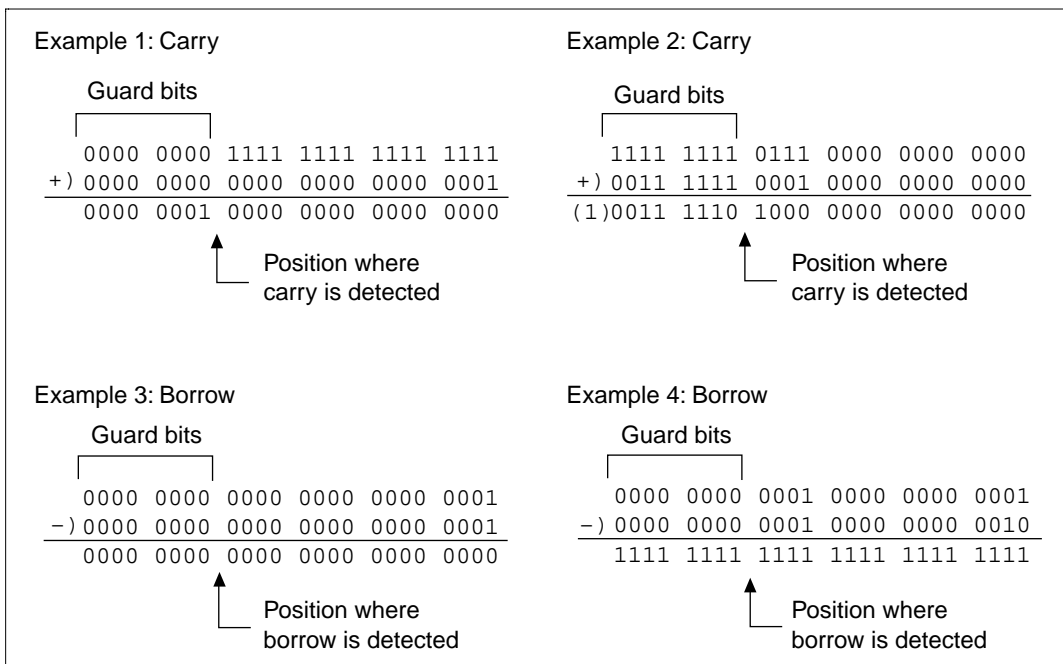 Example 1: Carry
Guard bits
0000 0000 1111 1111 1111 1111
+) 0000 0000 0000 0000 0000 0001
0000 0001 0000 0000 0000 0000
Position where
carry is detected
Example 2: Carry
Guard bits
1111 1111 0111 0000 0000 0000
+) 0011 1111 0001 0000 0000 0000
(1)0011 1110 1000 0000 0000 0000
Position where
carry is detected
Example 3: Borrow
Guard bits
0000 0000 0000 0000 0000 0001
−) 0000 0000 0000 0000 0000 0001
0000 0000 0000 0000 0000 0000
Position where
borrow is detected
Example 4: Borrow
Guard bits
0000 0000 0001 0000 0000 0001
−) 0000 0000 0001 0000 0000 0010
1111 1111 1111 1111 1111 1111
Position where
borrow is detected